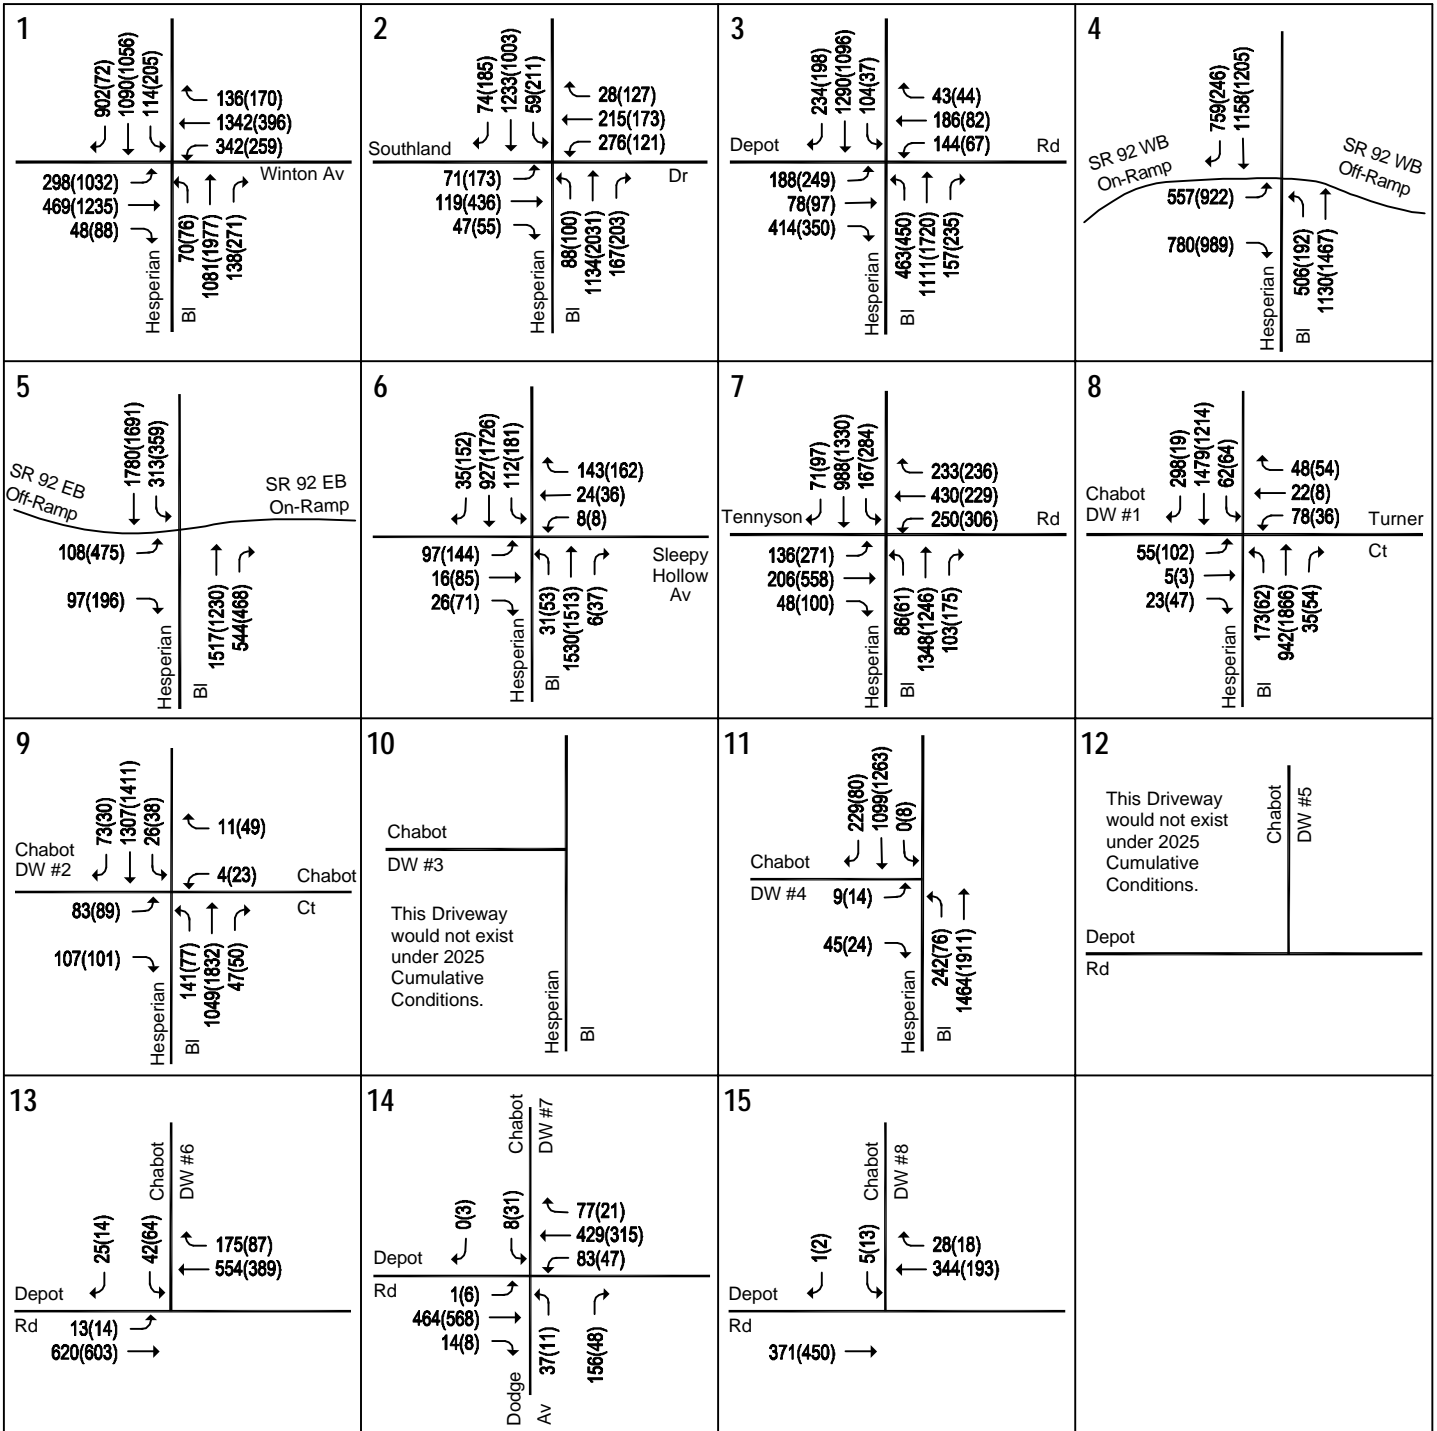 1
902(72)
1090(1056)
114(205)
136(170)
1342(396)
342(259)
Winton Av
298(1032)
469(1235)
48(88)
70(76)
1081(1977)
138(271)
Hesperian
Bl
2
74(185)
1233(1003)
59(211)
28(127)
215(173)
276(121)
Southland
Dr
71(173)
119(436)
47(55)
88(100)
1134(2031)
167(203)
Hesperian
Bl
3
234(198)
1290(1096)
104(37)
43(44)
186(82)
144(67)
Depot
Rd
188(249)
78(97)
414(350)
463(450)
1111(1720)
157(235)
Hesperian
Bl
4
759(246)
1158(1205)
SR 92 WB
On-Ramp
SR 92 WB
Off-Ramp
557(922)
780(989)
506(192)
1130(1467)
Hesperian
Bl
5
1780(1691)
313(359)
SR 92 EB
Off-Ramp
SR 92 EB
On-Ramp
108(475)
97(196)
1517(1230)
544(468)
Hesperian
Bl
6
35(152)
927(1726)
112(181)
143(162)
24(36)
8(8)
97(144)
16(85)
26(71)
Sleepy
Hollow
Av
31(53)
1530(1513)
6(37)
Hesperian
Bl
7
71(97)
988(1330)
167(284)
233(236)
430(229)
250(306)
Tennyson
Rd
136(271)
206(558)
48(100)
86(61)
1348(1246)
103(175)
Hesperian
Bl
8
298(19)
1479(1214)
62(64)
48(54)
22(8)
78(36)
Chabot
DW #1
Turner
Ct
55(102)
5(3)
23(47)
173(62)
942(1866)
35(54)
Hesperian
Bl
9
73(30)
1307(1411)
26(38)
11(49)
4(23)
Chabot
DW #2
Chabot
Ct
83(89)
107(101)
141(77)
1049(1832)
47(50)
Hesperian
Bl
10
Chabot
DW #3
This Driveway
would not exist
under 2025
Cumulative
Conditions.
Hesperian
Bl
11
229(80)
1099(1263)
0(8)
Chabot
DW #4
9(14)
45(24)
242(76)
1464(1911)
Hesperian
Bl
12
This Driveway
would not exist
under 2025
Cumulative
Conditions.
Chabot
DW #5
Depot
Rd
13
Chabot
DW #6
25(14)
42(64)
175(87)
554(389)
Depot
Rd
13(14)
620(603)
14
Chabot
DW #7
0(3)
8(31)
77(21)
429(315)
83(47)
Depot
Rd
1(6)
464(568)
14(8)
37(11)
156(48)
Dodge
Av
15
Chabot
DW #8
1(2)
5(13)
28(18)
344(193)
Depot
Rd
371(450)